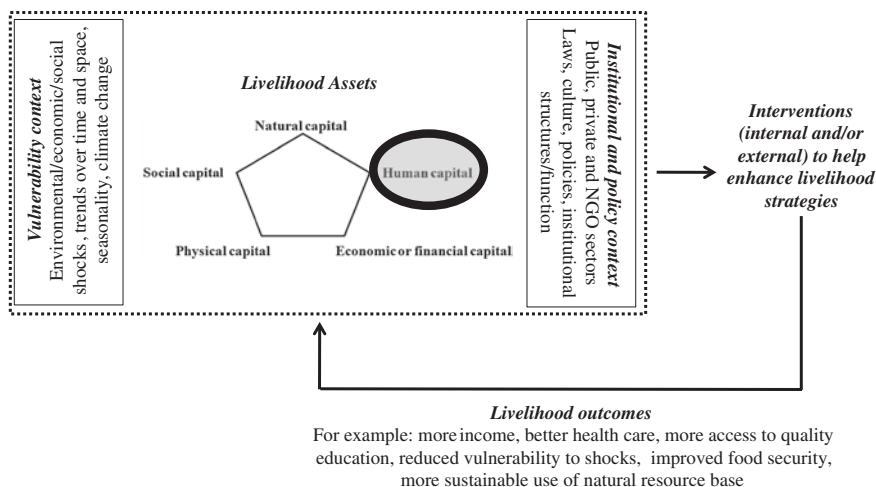 Vulnerability context
Environmental/economic/social
shocks, trends over time and space,
seasonality, climate change
Livelihood Assets
Natural capital
Social capital
Human capital
Physical capital
Economic or financial capital
Institutional and policy context
Public, private and NGO sectors
Laws, culture, policies, institutional
structures/function
Interventions
(internal and/or
external) to help
enhance livelihood
strategies
Livelihood outcomes
For example: more income, better health care, more access to quality
education, reduced vulnerability to shocks, improved food security,
more sustainable use of natural resource base